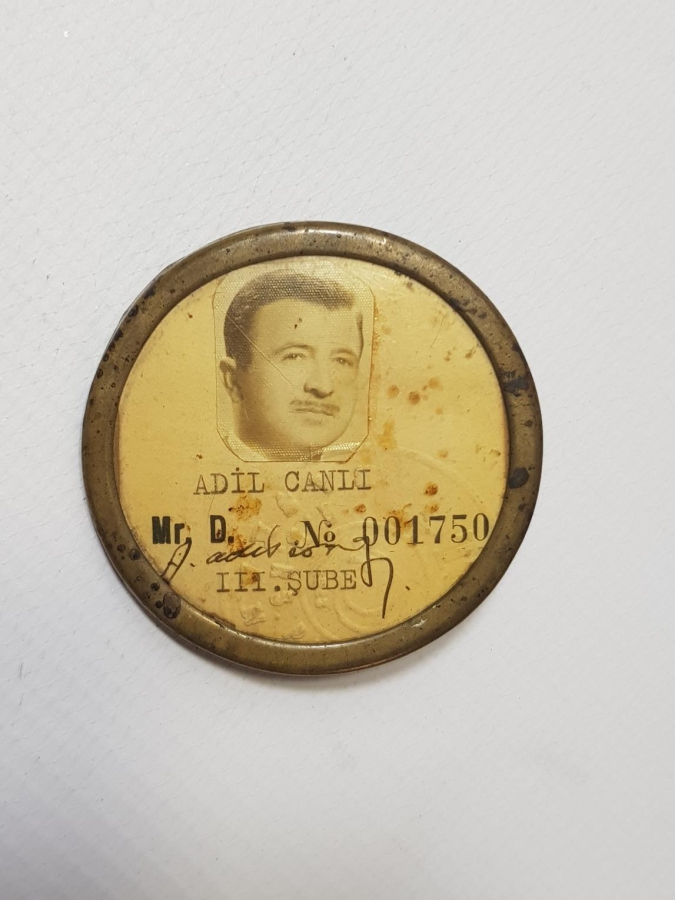 ADİL CANLI
Mr. D. № 001750
III.ŞUBE